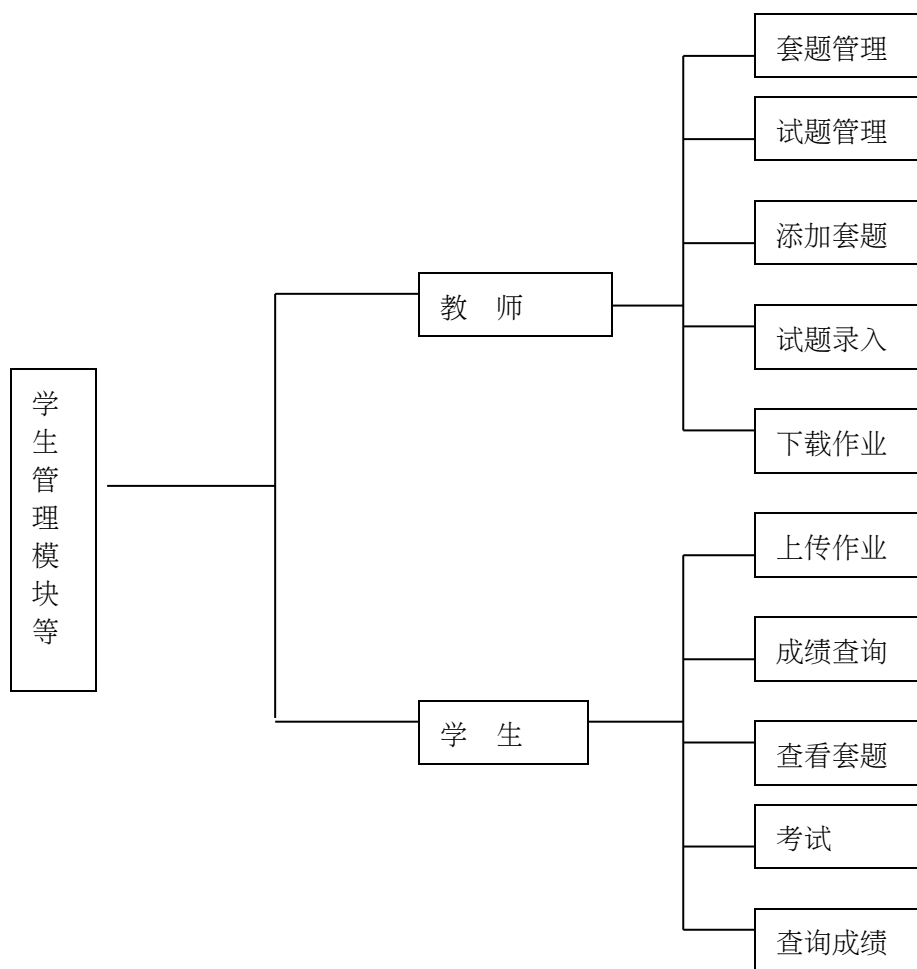 套题管理
试题管理
添加套题
教 师
试题录入
学
生
管
理
模
块
等
下载作业
上传作业
成绩查询
学 生
查看套题
考试
查询成绩